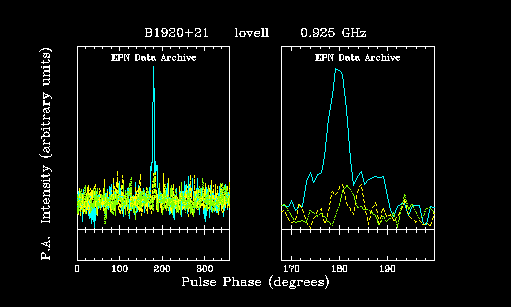 B1920+21 lovell 0.925 GHz
EPN Data Archive EPN Data Archive
P.A. Intensity (arbitrary units)
0 100 200 300 170 180 190
Pulse Phase (degrees)